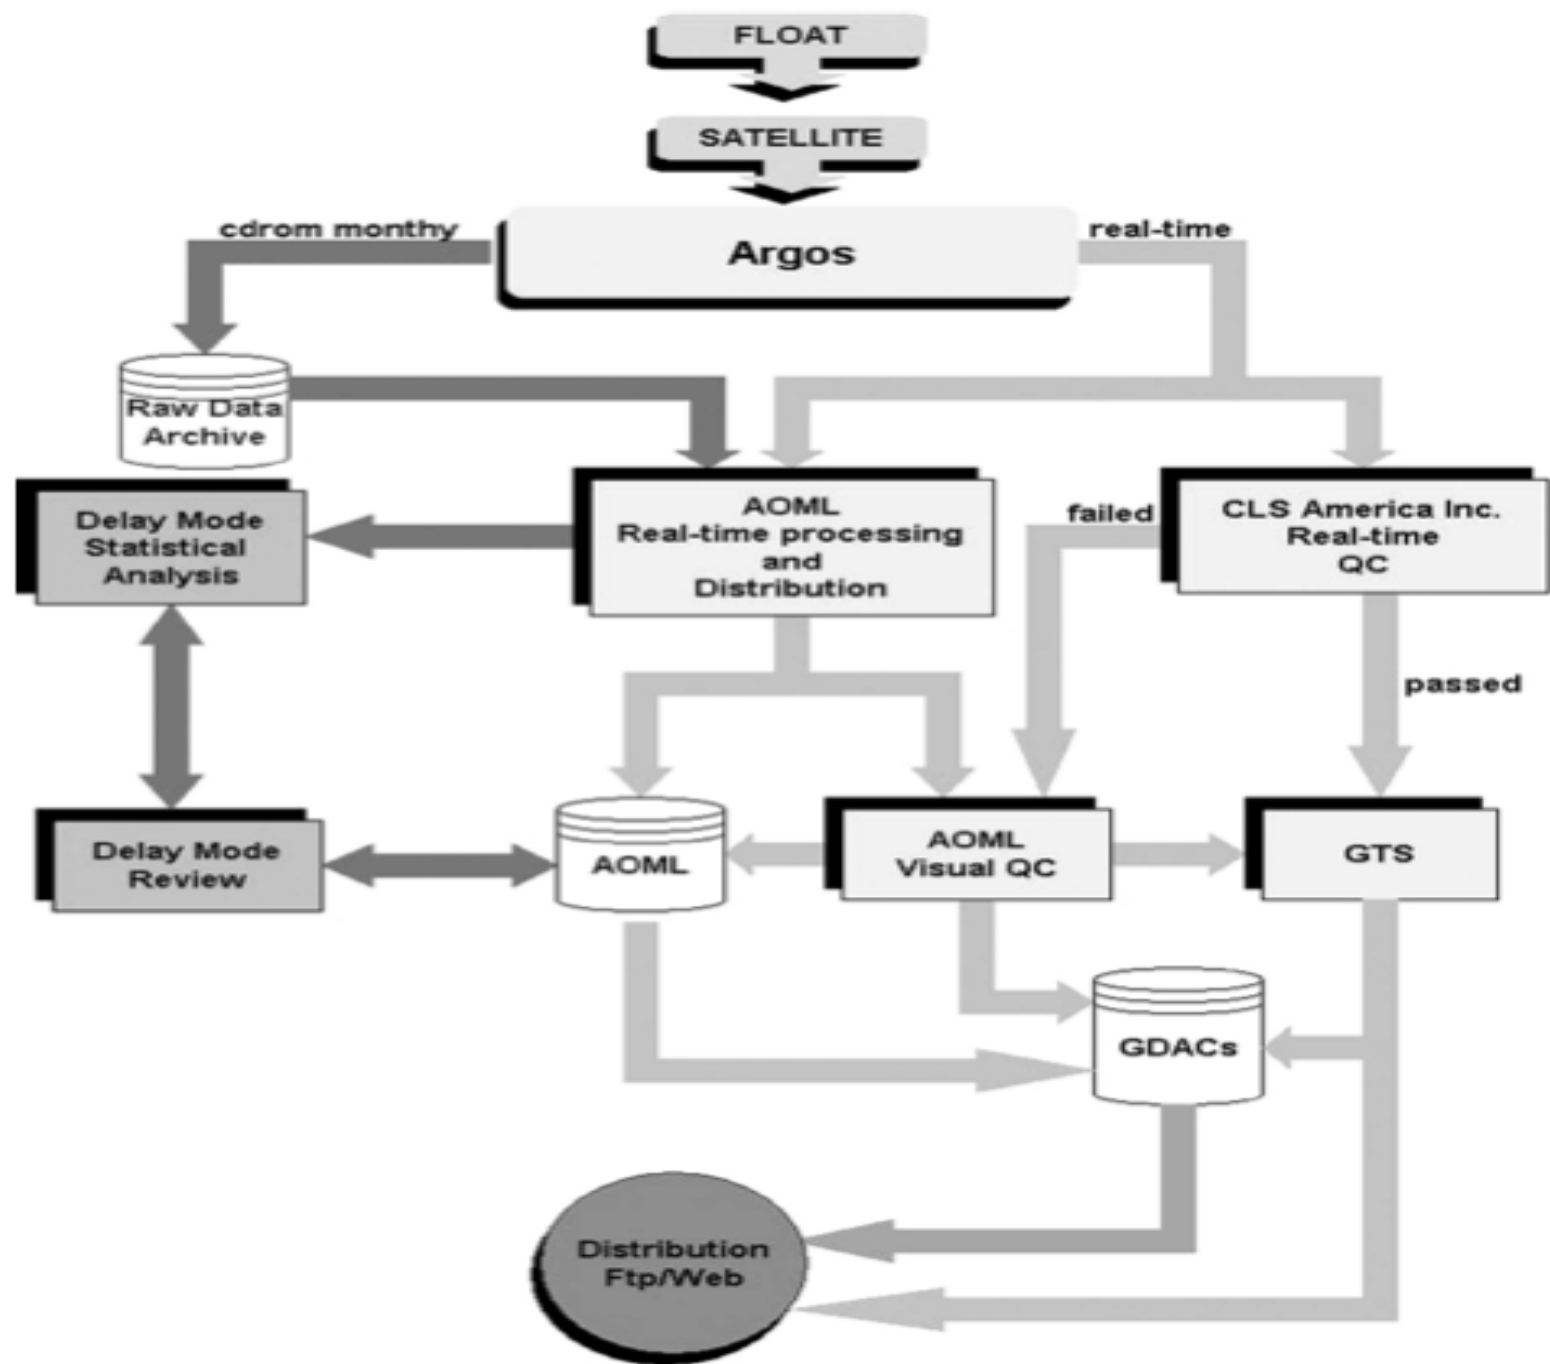 FLOAT
SATELLITE
cdrom monthy
real-time
Argos
Raw Data
Archive
AOML
Real-time processing
and
Distribution
failed
CLS America Inc.
Real-time
QC
Delay Mode
Statistical
Analysis
passed
Delay Mode
Review
AOML
AOML
Visual QC
GTS
GDACs
Distribution
Ftp/Web